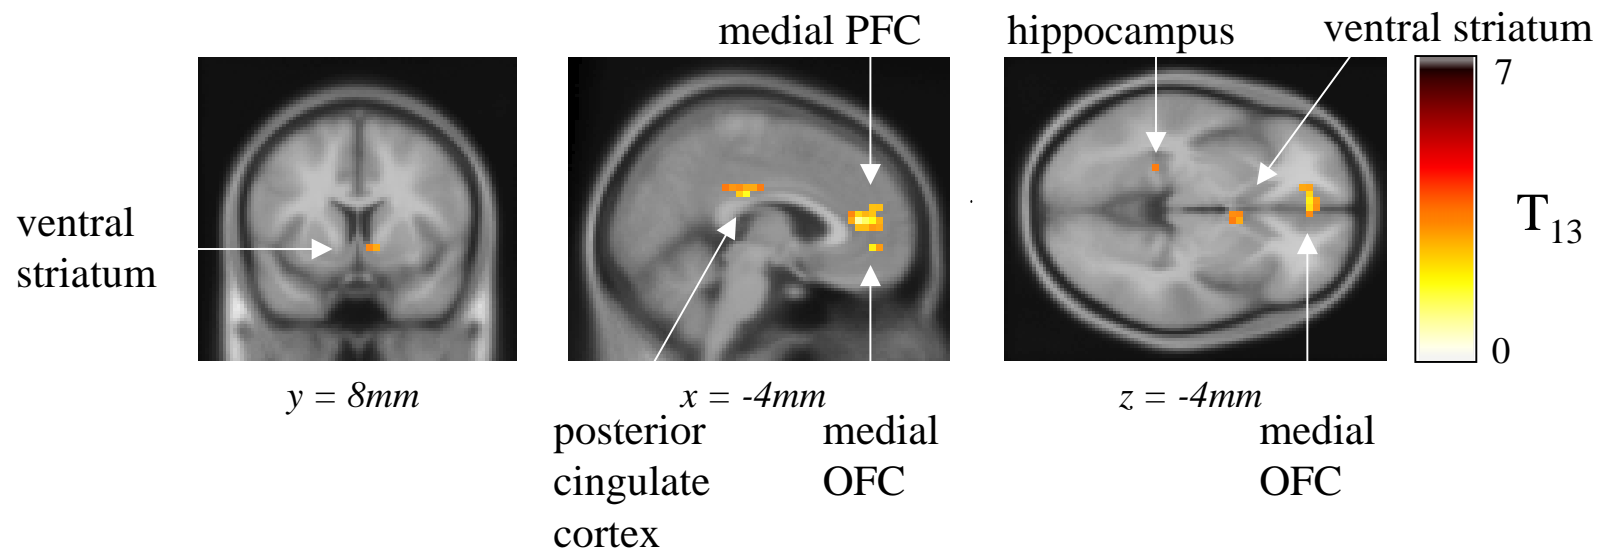 medial PFC
hippocampus
ventral striatum
ventral
striatum
7
T13
0
y = 8mm
x = -4mm
z = -4mm
posterior
cingulate
cortex
medial
OFC
medial
OFC